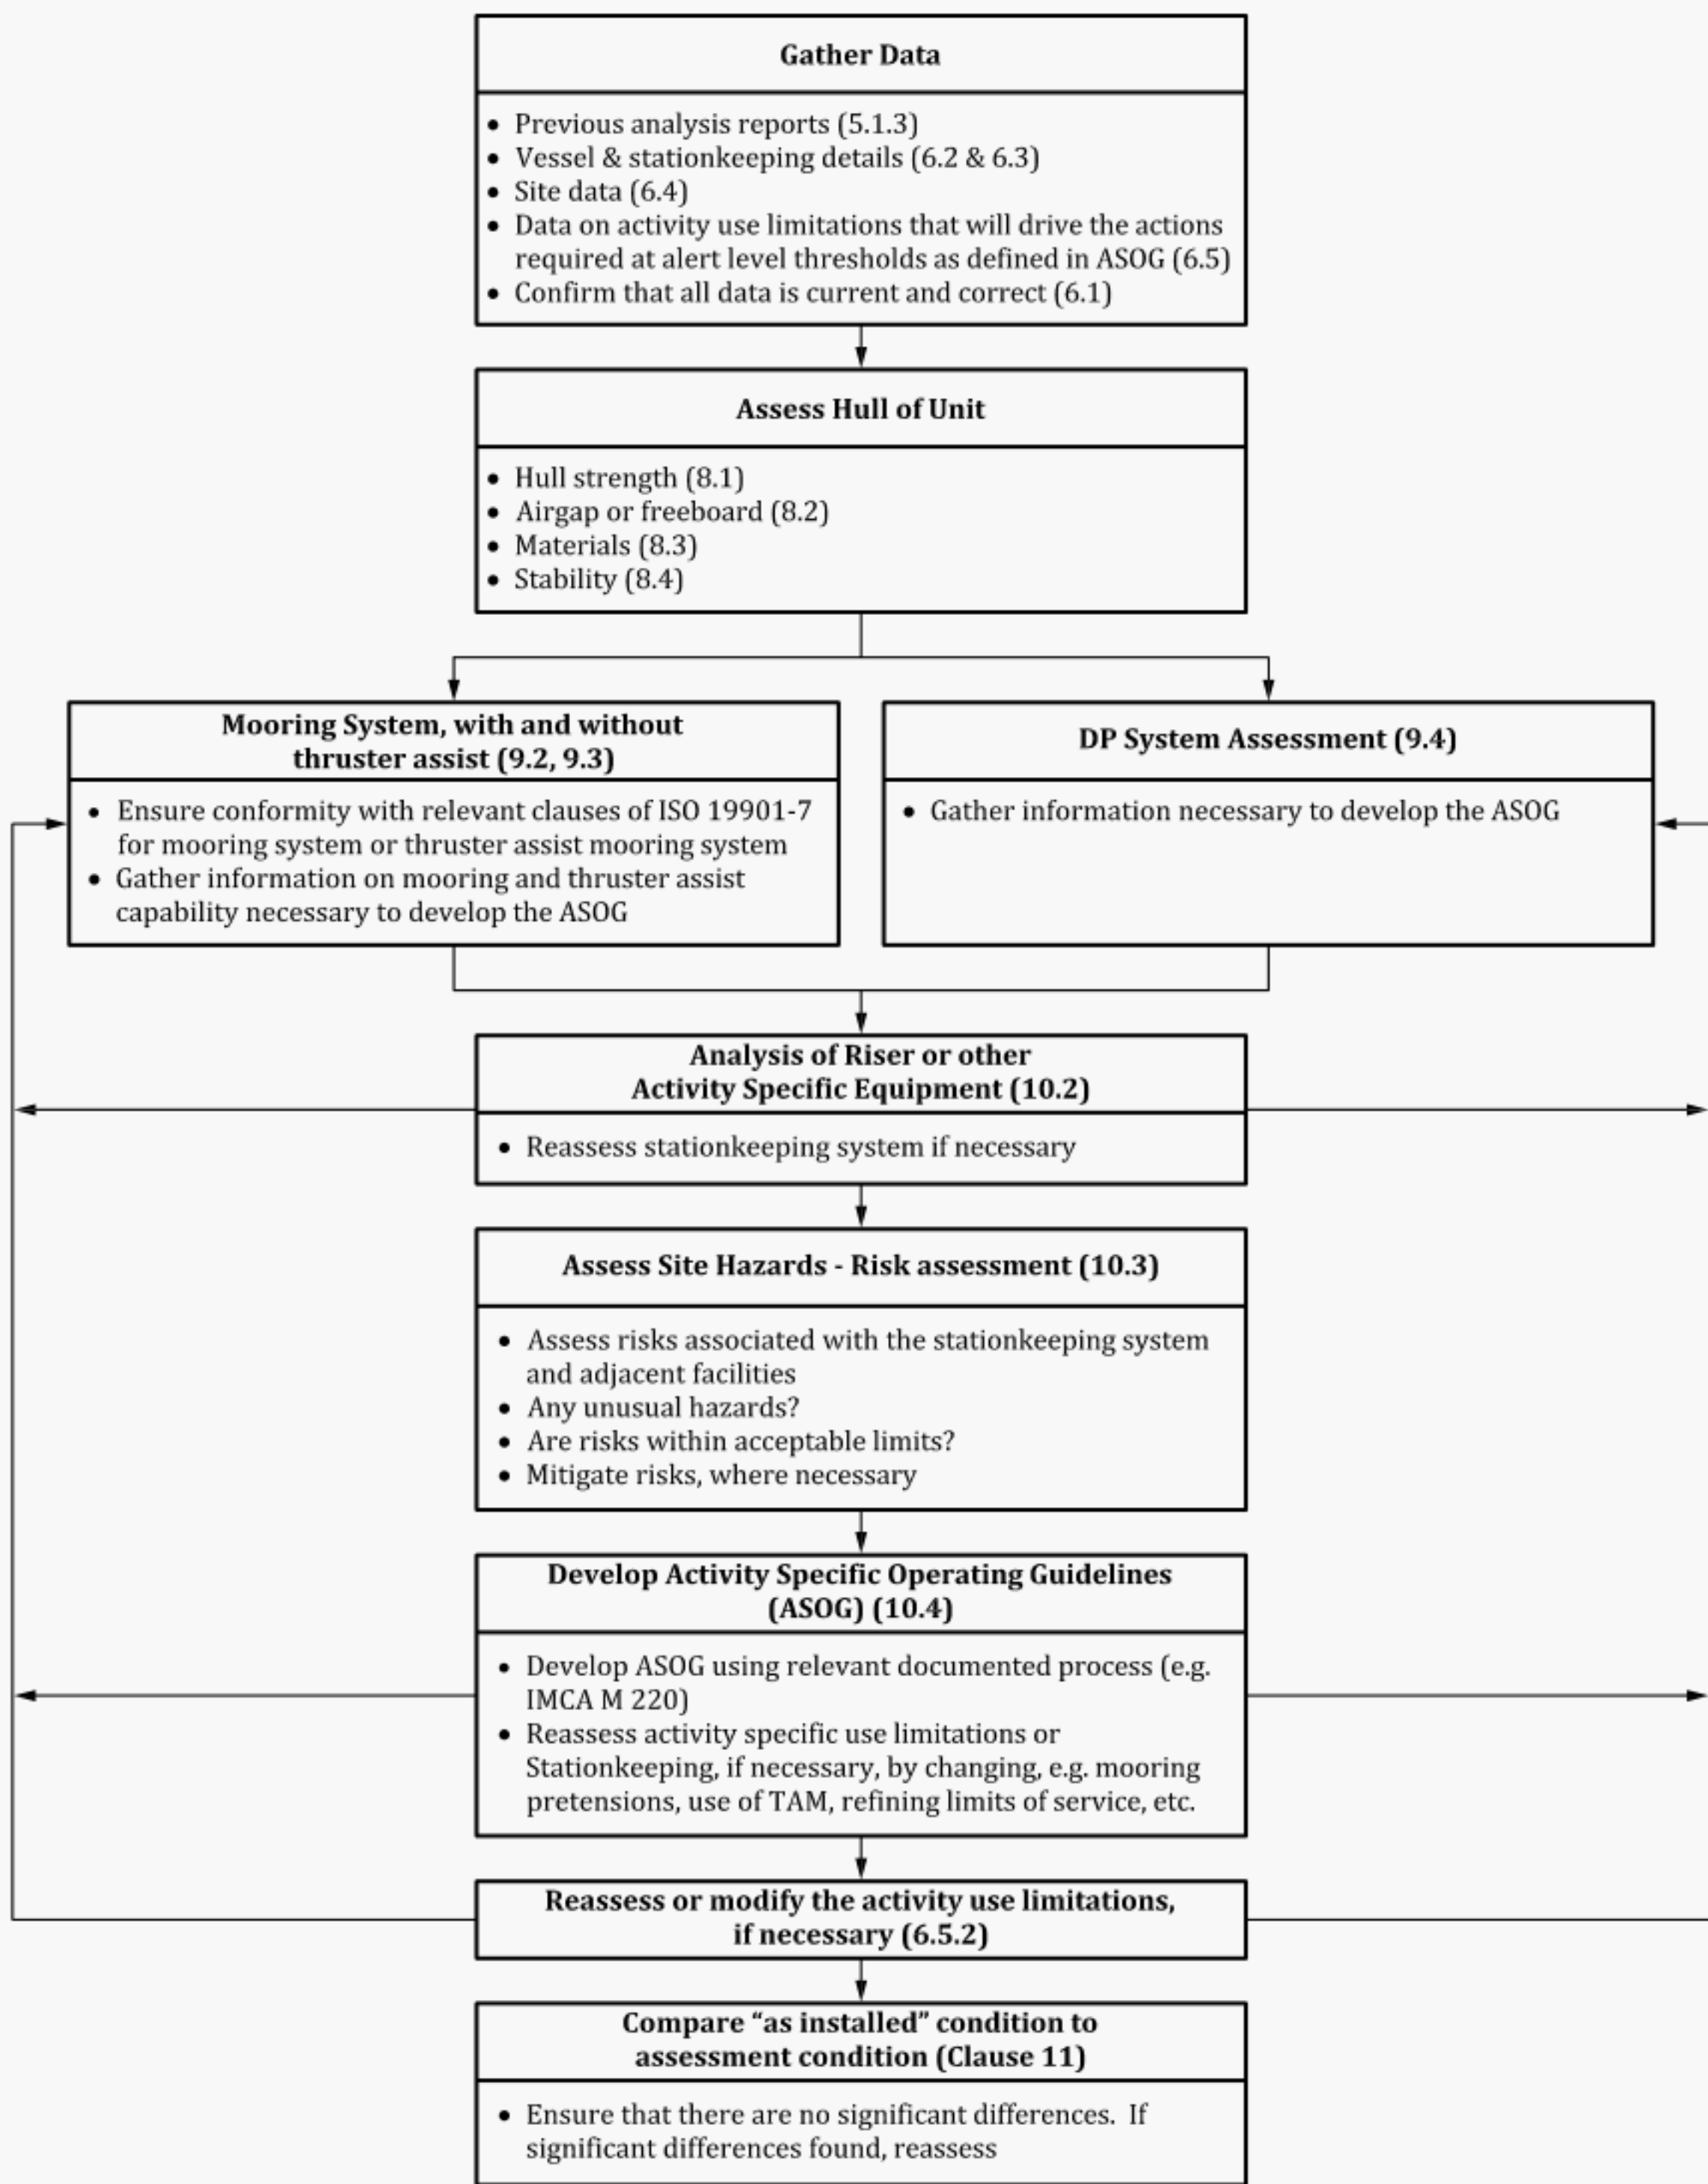 Gather Data
• Previous analysis reports (5.1.3)
• Vessel & stationkeeping details (6.2 & 6.3)
• Site data (6.4)
• Data on activity use limitations that will drive the actions
required at alert level thresholds as defined in ASOG (6.5)
• Confirm that all data is current and correct (6.1)
Assess Hull of Unit
• Hull strength (8.1)
• Airgap or freeboard (8.2)
• Materials (8.3)
• Stability (8.4)
Mooring System, with and without
thruster assist (9.2, 9.3)
• Ensure conformity with relevant clauses of ISO 19901-7
for mooring system or thruster assist mooring system
• Gather information on mooring and thruster assist
capability necessary to develop the ASOG
DP System Assessment (9.4)
• Gather information necessary to develop the ASOG
Analysis of Riser or other
Activity Specific Equipment (10.2)
• Reassess stationkeeping system if necessary
Assess Site Hazards - Risk assessment (10.3)
• Assess risks associated with the stationkeeping system
and adjacent facilities
• Any unusual hazards?
• Are risks within acceptable limits?
• Mitigate risks, where necessary
Develop Activity Specific Operating Guidelines
(ASOG) (10.4)
• Develop ASOG using relevant documented process (e.g.
IMCA M 220)
• Reassess activity specific use limitations or
Stationkeeping, if necessary, by changing, e.g. mooring
pretensions, use of TAM, refining limits of service, etc.
Reassess or modify the activity use limitations,
if necessary (6.5.2)
Compare “as installed” condition to
assessment condition (Clause 11)
• Ensure that there are no significant differences. If
significant differences found, reassess